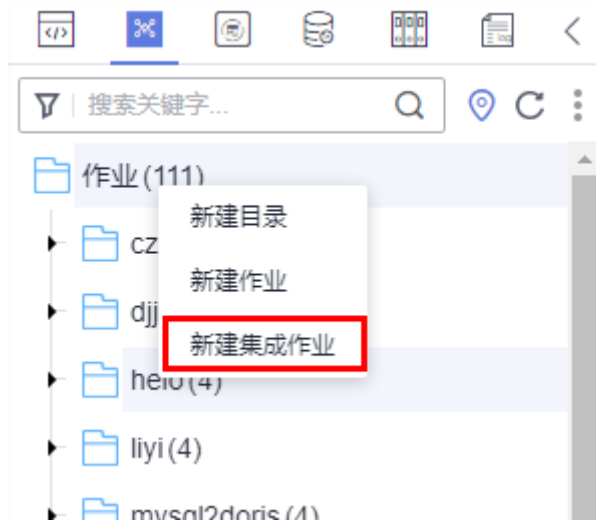 </>
log
搜索关键字...
作业 (111)
新建目录
cz
新建作业
djj
新建集成作业
helo (4)
liyi (4)
mysql2doris (4)